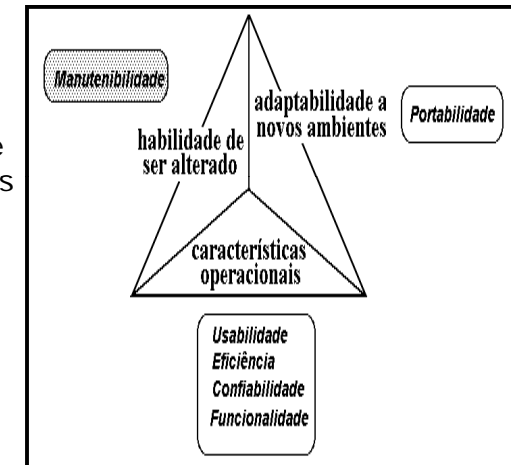 Manutenibilidade
adaptabilidade a
novos ambientes
Portabilidade
habilidade de
ser alterado
e
s
características
operacionais
Usabilidade
Eficiência
Confiabilidade
Funcionalidade